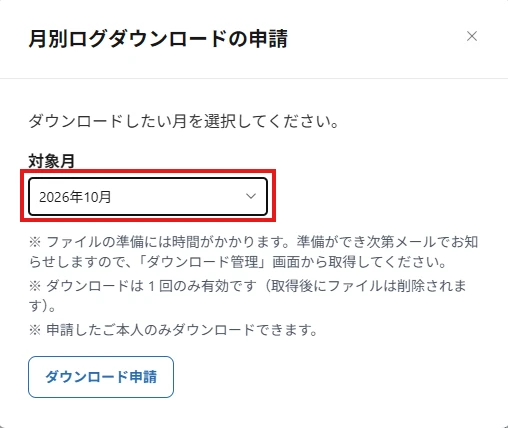 月別ログダウンロードの申請
ダウンロードしたい月を選択してください。
対象月
2026年10月
※ ファイルの準備には時間がかかります。準備ができ次第メールでお知
らせしますので、「ダウンロード管理」画面から取得してください。
※ ダウンロードは 1 回のみ有効です（取得後にファイルは削除されま
す）。
※ 申請したご本人のみダウンロードできます。
ダウンロード申請